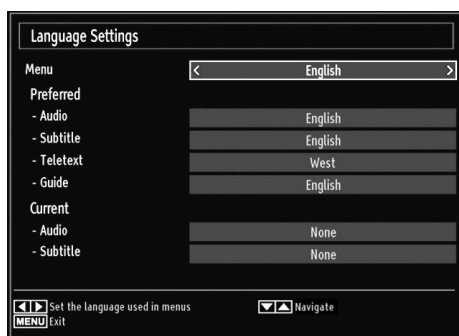 Language Settings
Menu < English >
Preferred
- Audio English
- Subtitle English
- Teletext West
- Guide English
Current
- Audio None
- Subtitle None
Set the language used in menus Navigate
MENU Exit